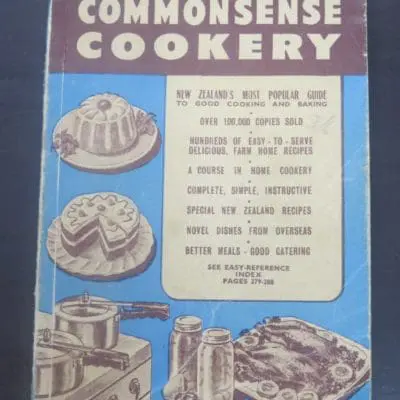 COMMONSENSE
COOKERY
NEW ZEALAND'S MOST POPULAR GUIDE
TO GOOD COOKING AND BAKING
OVER 100,000 COPIES SOLD
HUNDREDS OF EASY-TO-SERVE
DELICIOUS, FARM HOME RECIPES
A COURSE IN HOME COOKERY
COMPLETE, SIMPLE, INSTRUCTIVE
SPECIAL NEW ZEALAND RECIPES
NOVEL DISHES FROM OVERSEAS
BETTER MEALS - GOOD CATERING
SEE EASY-REFERENCE
INDEX
PAGES 279-288